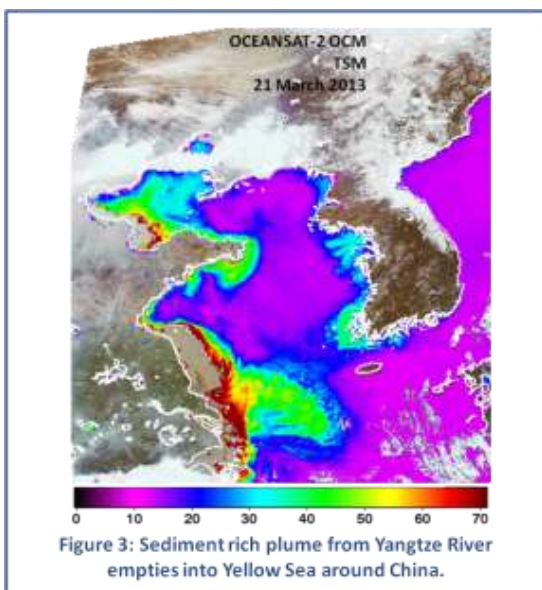 OCEANSAT-2 OCM
TSM
21 March 2013
0 10 20 30 40 50 60 70
Figure 3: Sediment rich plume from Yangtze River
empties into Yellow Sea around China.